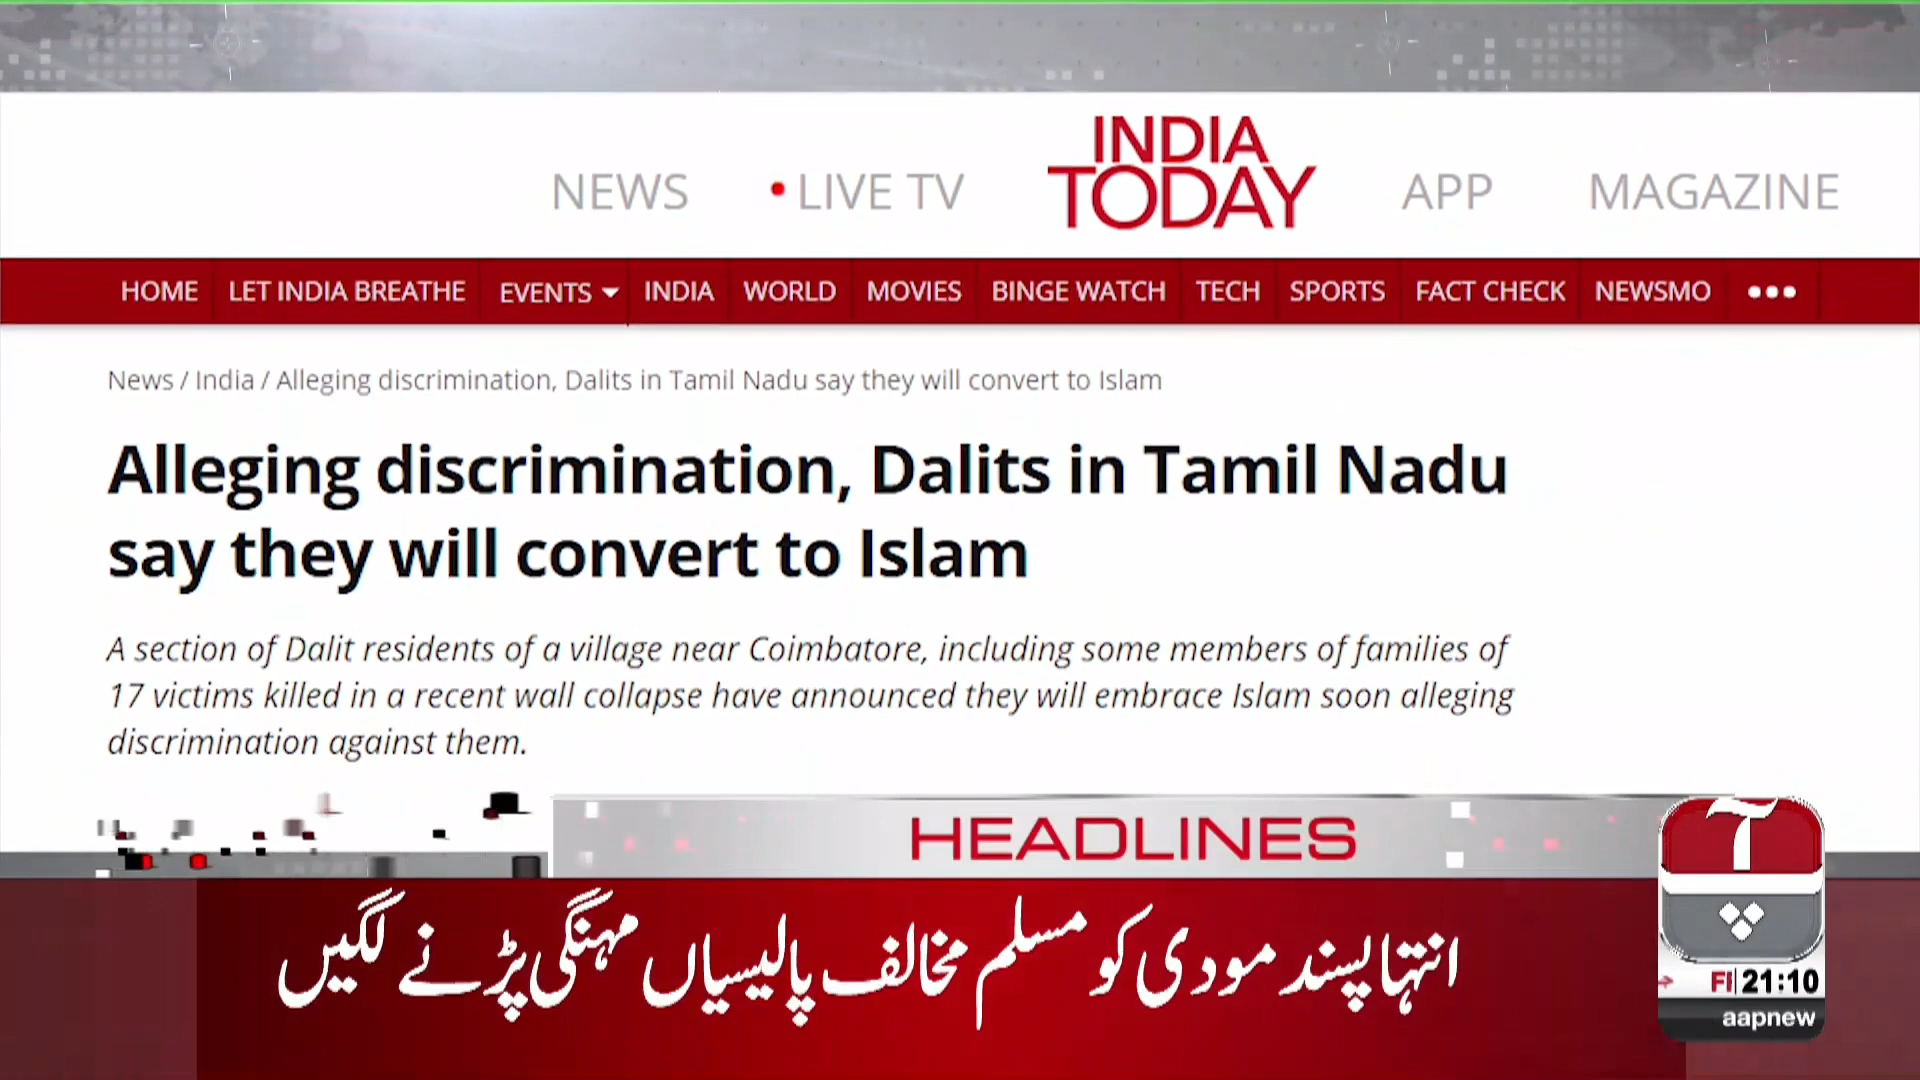 INDIA
TODAY
NEWS LIVE TV APP MAGAZINE
HOME LET INDIA BREATHE EVENTS INDIA WORLD MOVIES BINGE WATCH TECH SPORTS FACT CHECK NEWSMO
News / India / Alleging discrimination, Dalits in Tamil Nadu say they will convert to Islam
Alleging discrimination, Dalits in Tamil Nadu
say they will convert to Islam
A section of Dalit residents of a village near Coimbatore, including some members of families of
17 victims killed in a recent wall collapse have announced they will embrace Islam soon alleging
discrimination against them.
HEADLINES
انتہا پسند مودی کو مسلم مخالف پالیسیاں مہنگی پڑنے لگیں
آپ
FI 21:10
aapnew